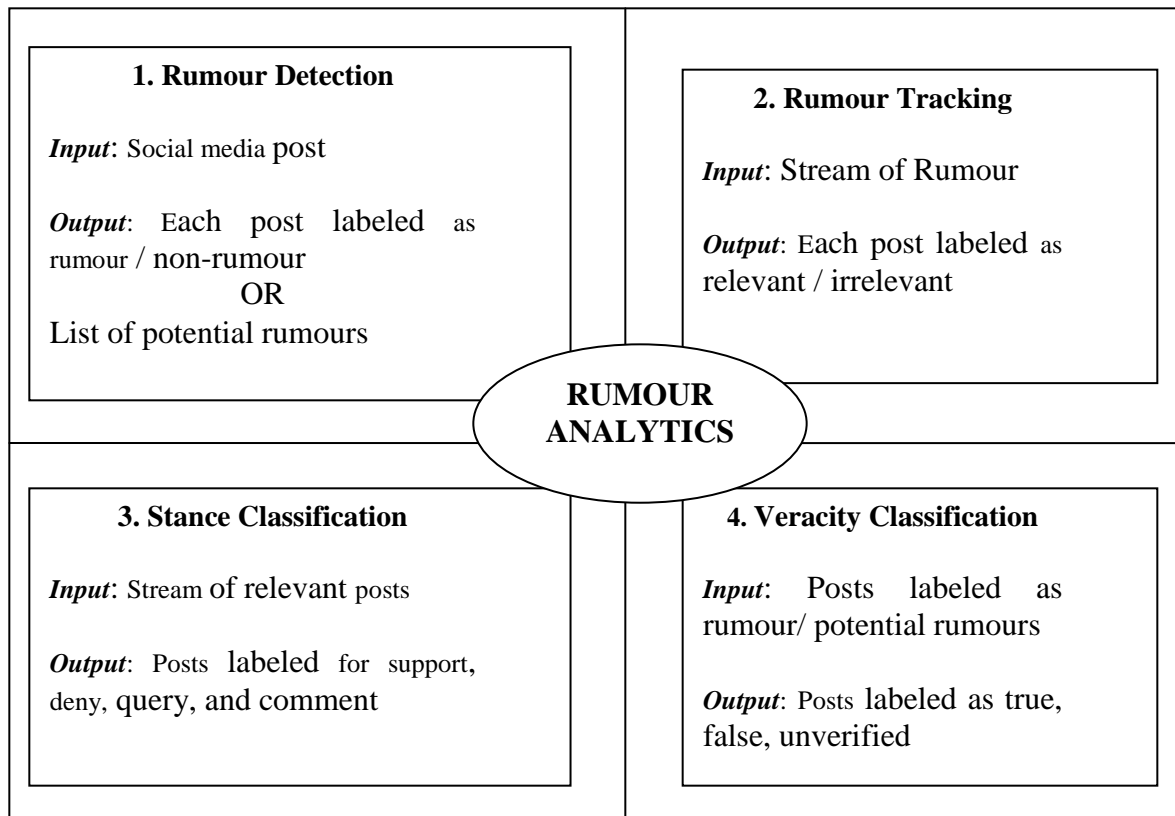 1. Rumour Detection
Input: Social media post
Output: Each post labeled as
rumour / non-rumour
OR
List of potential rumours
2. Rumour Tracking
Input: Stream of Rumour
Output: Each post labeled as
relevant / irrelevant
RUMOUR
ANALYTICS
3. Stance Classification
Input: Stream of relevant posts
Output: Posts labeled for support,
deny, query, and comment
4. Veracity Classification
Input: Posts labeled as
rumour/ potential rumours
Output: Posts labeled as true,
false, unverified